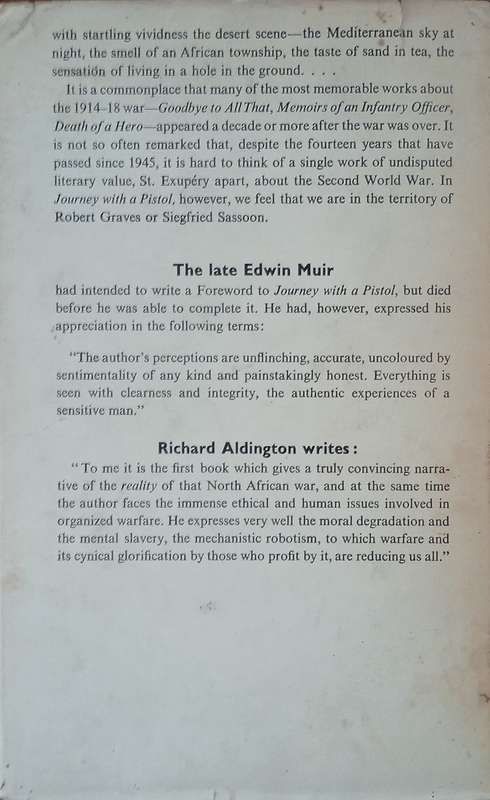 with startling vividness the desert scene—the Mediterranean sky at
night, the smell of an African township, the taste of sand in tea, the
sensation of living in a hole in the ground. . . .
It is a commonplace that many of the most memorable works about
the 1914–18 war—Goodbye to All That, Memoirs of an Infantry Officer,
Death of a Hero—appeared a decade or more after the war was over. It
is not so often remarked that, despite the fourteen years that have
passed since 1945, it is hard to think of a single work of undisputed
literary value, St. Exupéry apart, about the Second World War. In
Journey with a Pistol, however, we feel that we are in the territory of
Robert Graves or Siegfried Sassoon.
The late Edwin Muir
had intended to write a Foreword to Journey with a Pistol, but died
before he was able to complete it. He had, however, expressed his
appreciation in the following terms:
"The author's perceptions are unflinching, accurate, uncoloured by
sentimentality of any kind and painstakingly honest. Everything is
seen with clearness and integrity, the authentic experiences of a
sensitive man."
Richard Aldington writes:
"To me it is the first book which gives a truly convincing narra-
tive of the reality of that North African war, and at the same time
the author faces the immense ethical and human issues involved in
organized warfare. He expresses very well the moral degradation and
the mental slavery, the mechanistic robotism, to which warfare and
its cynical glorification by those who profit by it, are reducing us all."